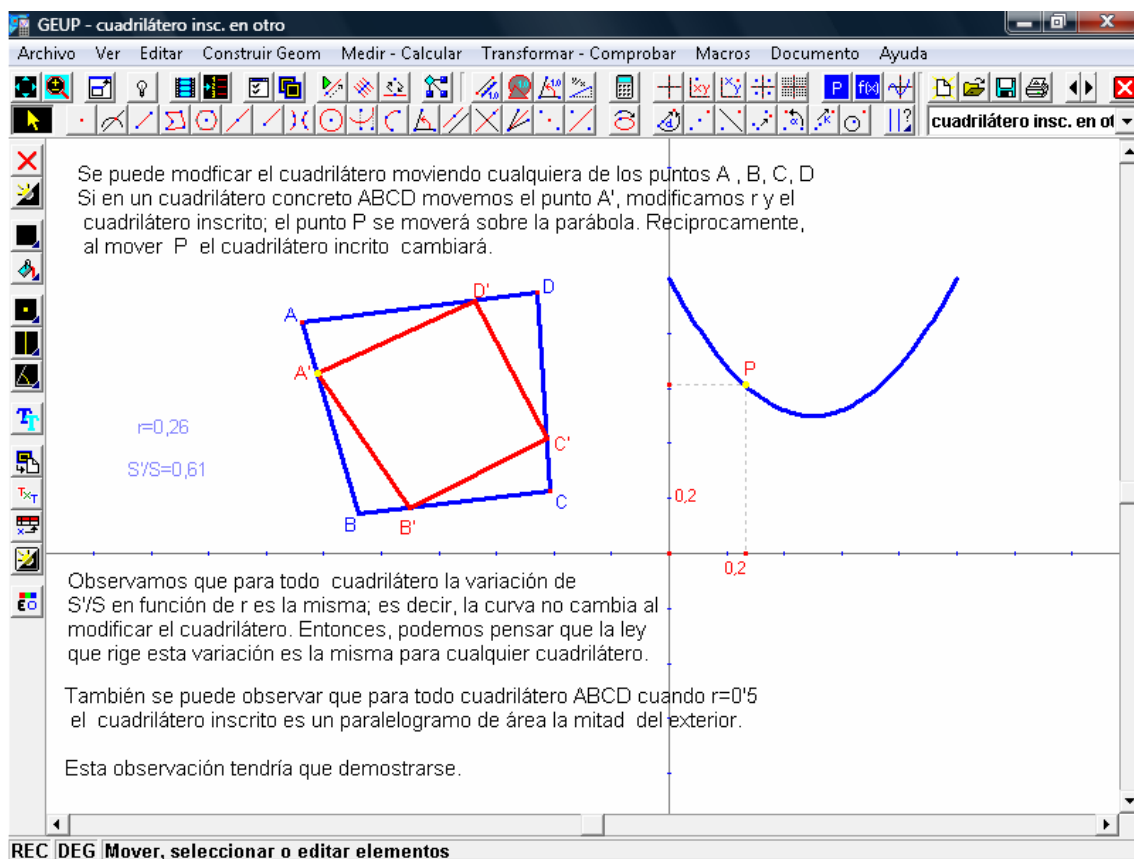 GEUP - cuadrilátero insc. en otro
Archivo Ver Editar Construir Geom Medir - Calcular Transformar - Comprobar Macros Documento Ayuda
cuadrilátero insc. en ot
Se puede modficar el cuadrilátero moviendo cualquiera de los puntos A , B, C, D
Si en un cuadrilátero concreto ABCD movemos el punto A', modificamos r y el
cuadrilátero inscrito; el punto P se moverá sobre la parábola. Reciprocamente,
al mover P el cuadrilátero incrito cambiará.
D'
D
A
A'
P
r=0,26
C'
S'/S=0,61
C
0,2
B
B'
0,2
Observamos que para todo cuadrilátero la variación de
S'/S en función de r es la misma; es decir, la curva no cambia al
modificar el cuadrilátero. Entonces, podemos pensar que la ley
que rige esta variación es la misma para cualquier cuadrilátero.
También se puede observar que para todo cuadrilátero ABCD cuando r=0'5
el cuadrilátero inscrito es un paralelogramo de área la mitad del exterior.
Esta observación tendría que demostrarse.
REC DEG Mover, seleccionar o editar elementos